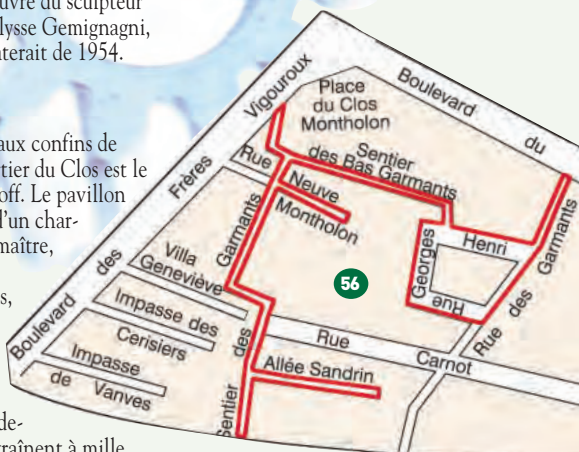 uvre du sculpteur
lysse Gemignagni,
aterait de 1954.
aux confins de
tier du Clos est le
off. Le pavillon
d'un char-
maître,
s,
de-
traînent à mille
Boulevard des Frères Vigouroux
Boulevard du
Place
du Clos
Montholon
Sentier
des Bas Garmants
Rue Neuve
Montholon
Sentier des Garmants
Villa
Geneviève
Impasse des
Cerisiers
Impasse
de Vanves
56
Georges
Henri
Hue
Rue des Garmants
Rue Carnot
Allée Sandrin